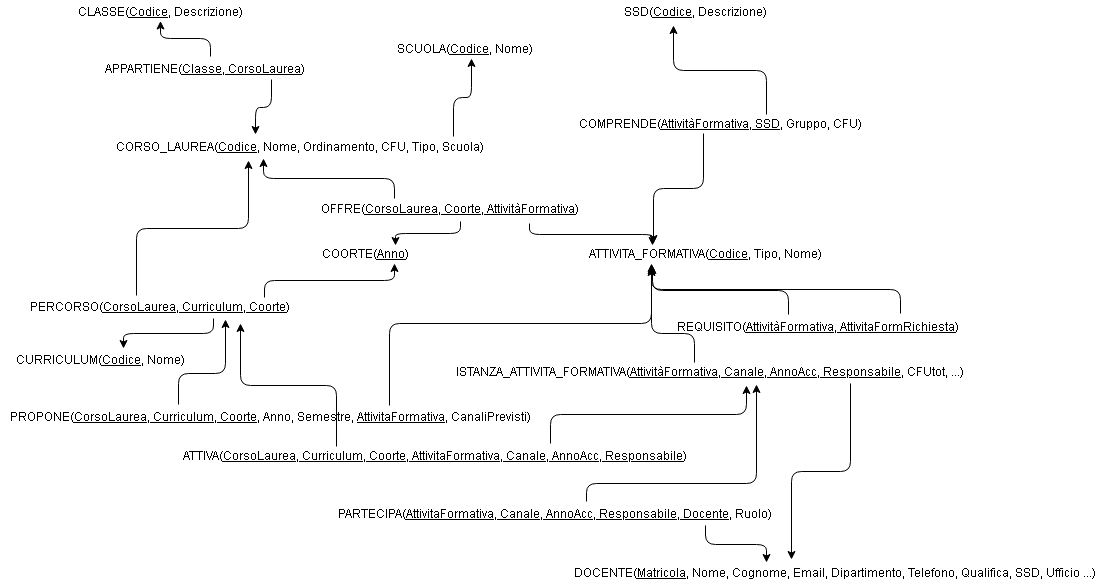 CLASSE(Codice, Descrizione)
SSD(Codice, Descrizione)
SCUOLA(Codice, Nome)
APPARTIENE(Classe, CorsoLaurea)
COMPRENDE(AttivitàFormativa, SSD, Gruppo, CFU)
CORSO_LAUREA(Codice, Nome, Ordinamento, CFU, Tipo, Scuola)
OFFRE(CorsoLaurea, Coorte, AttivitàFormativa)
COORTE(Anno)
ATTIVITA_FORMATIVA(Codice, Tipo, Nome)
PERCORSO(CorsoLaurea, Curriculum, Coorte)
REQUISITO(AttivitàFormativa, AttivitaFormRichiesta)
CURRICULUM(Codice, Nome)
ISTANZA_ATTIVITA_FORMATIVA(AttivitàFormativa, Canale, AnnoAcc, Responsabile, CFUtot, ...)
PROPONE(CorsoLaurea, Curriculum, Coorte, Anno, Semestre, AttivitaFormativa, CanaliPrevisti)
ATTIVA(CorsoLaurea, Curriculum, Coorte, AttivitaFormativa, Canale, AnnoAcc, Responsabile)
PARTECIPA(AttivitaFormativa, Canale, AnnoAcc, Responsabile, Docente, Ruolo)
DOCENTE(Matricola, Nome, Cognome, Email, Dipartimento, Telefono, Qualifica, SSD, Ufficio ...)